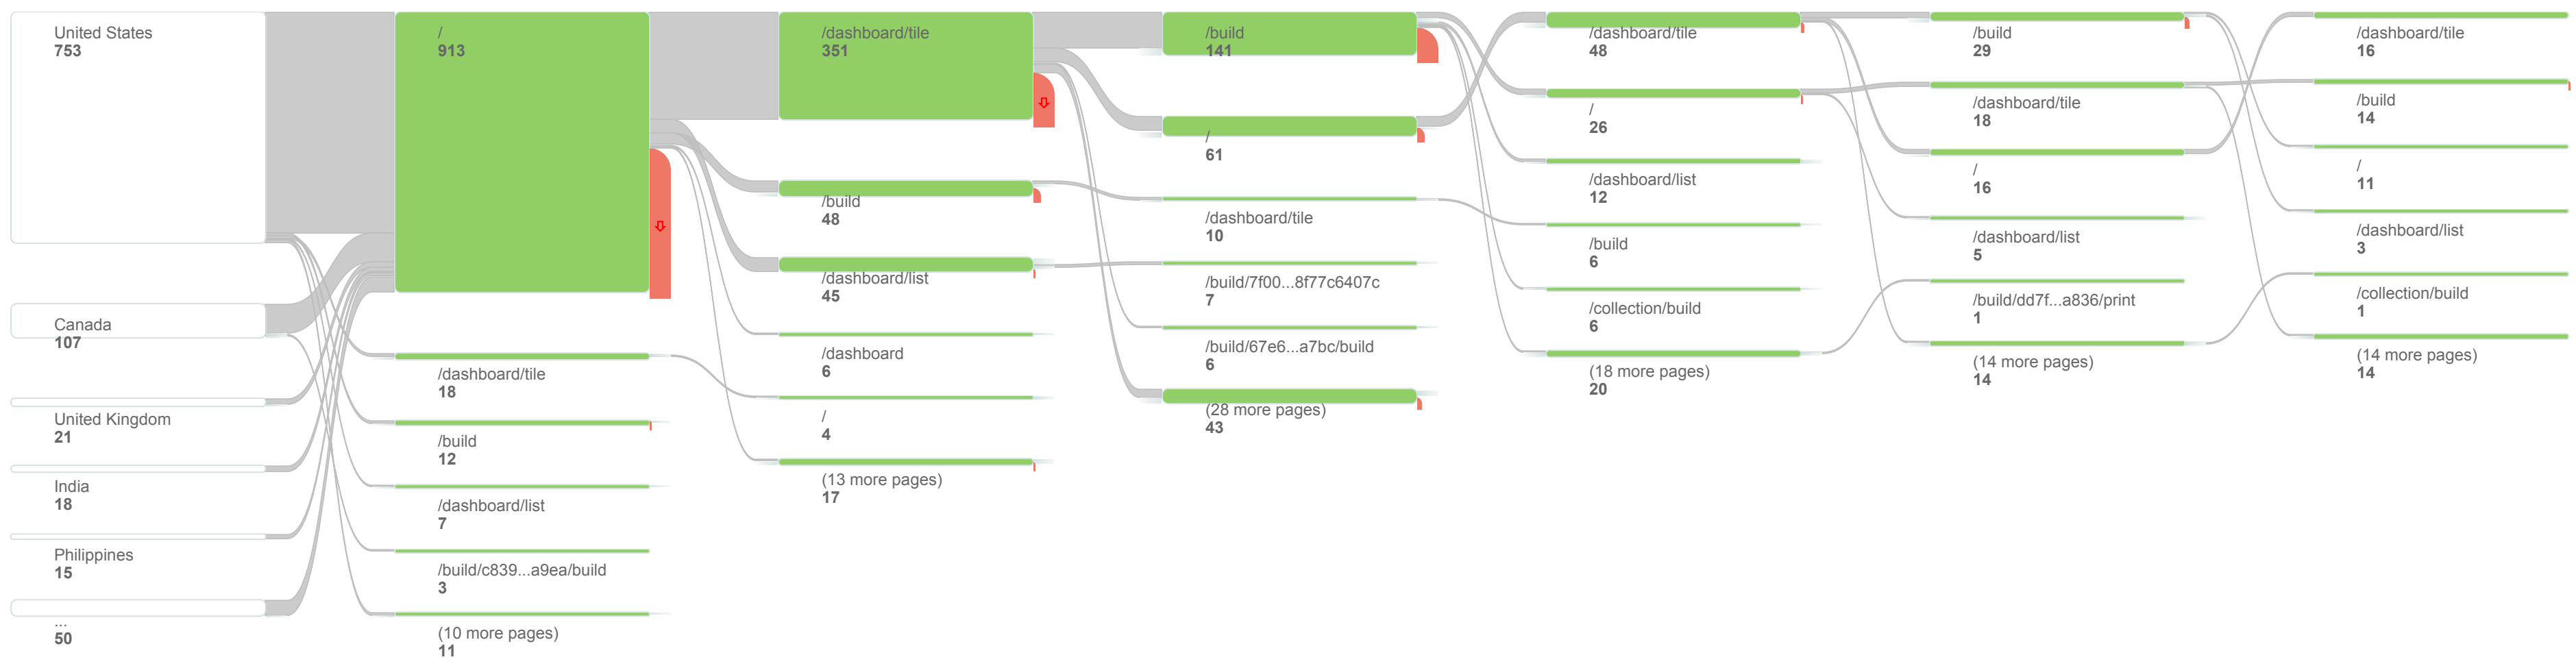 United States
753
Canada
107
United Kingdom
21
India
18
Philippines
15
...
50
/
913
/dashboard/tile
18
/build
12
/dashboard/list
7
/build/c839...a9ea/build
3
(10 more pages)
11
/dashboard/tile
351
/build
48
/dashboard/list
45
/dashboard
6
/
4
(13 more pages)
17
/build
141
/
61
/dashboard/tile
10
/build/7f00...8f77c6407c
7
/build/67e6...a7bc/build
6
(28 more pages)
43
/dashboard/tile
48
/
26
/dashboard/list
12
/build
6
/collection/build
6
(18 more pages)
20
/build
29
/dashboard/tile
18
/
16
/dashboard/list
5
/build/dd7f...a836/print
1
(14 more pages)
14
/dashboard/tile
16
/build
14
/
11
/dashboard/list
3
/collection/build
1
(14 more pages)
14